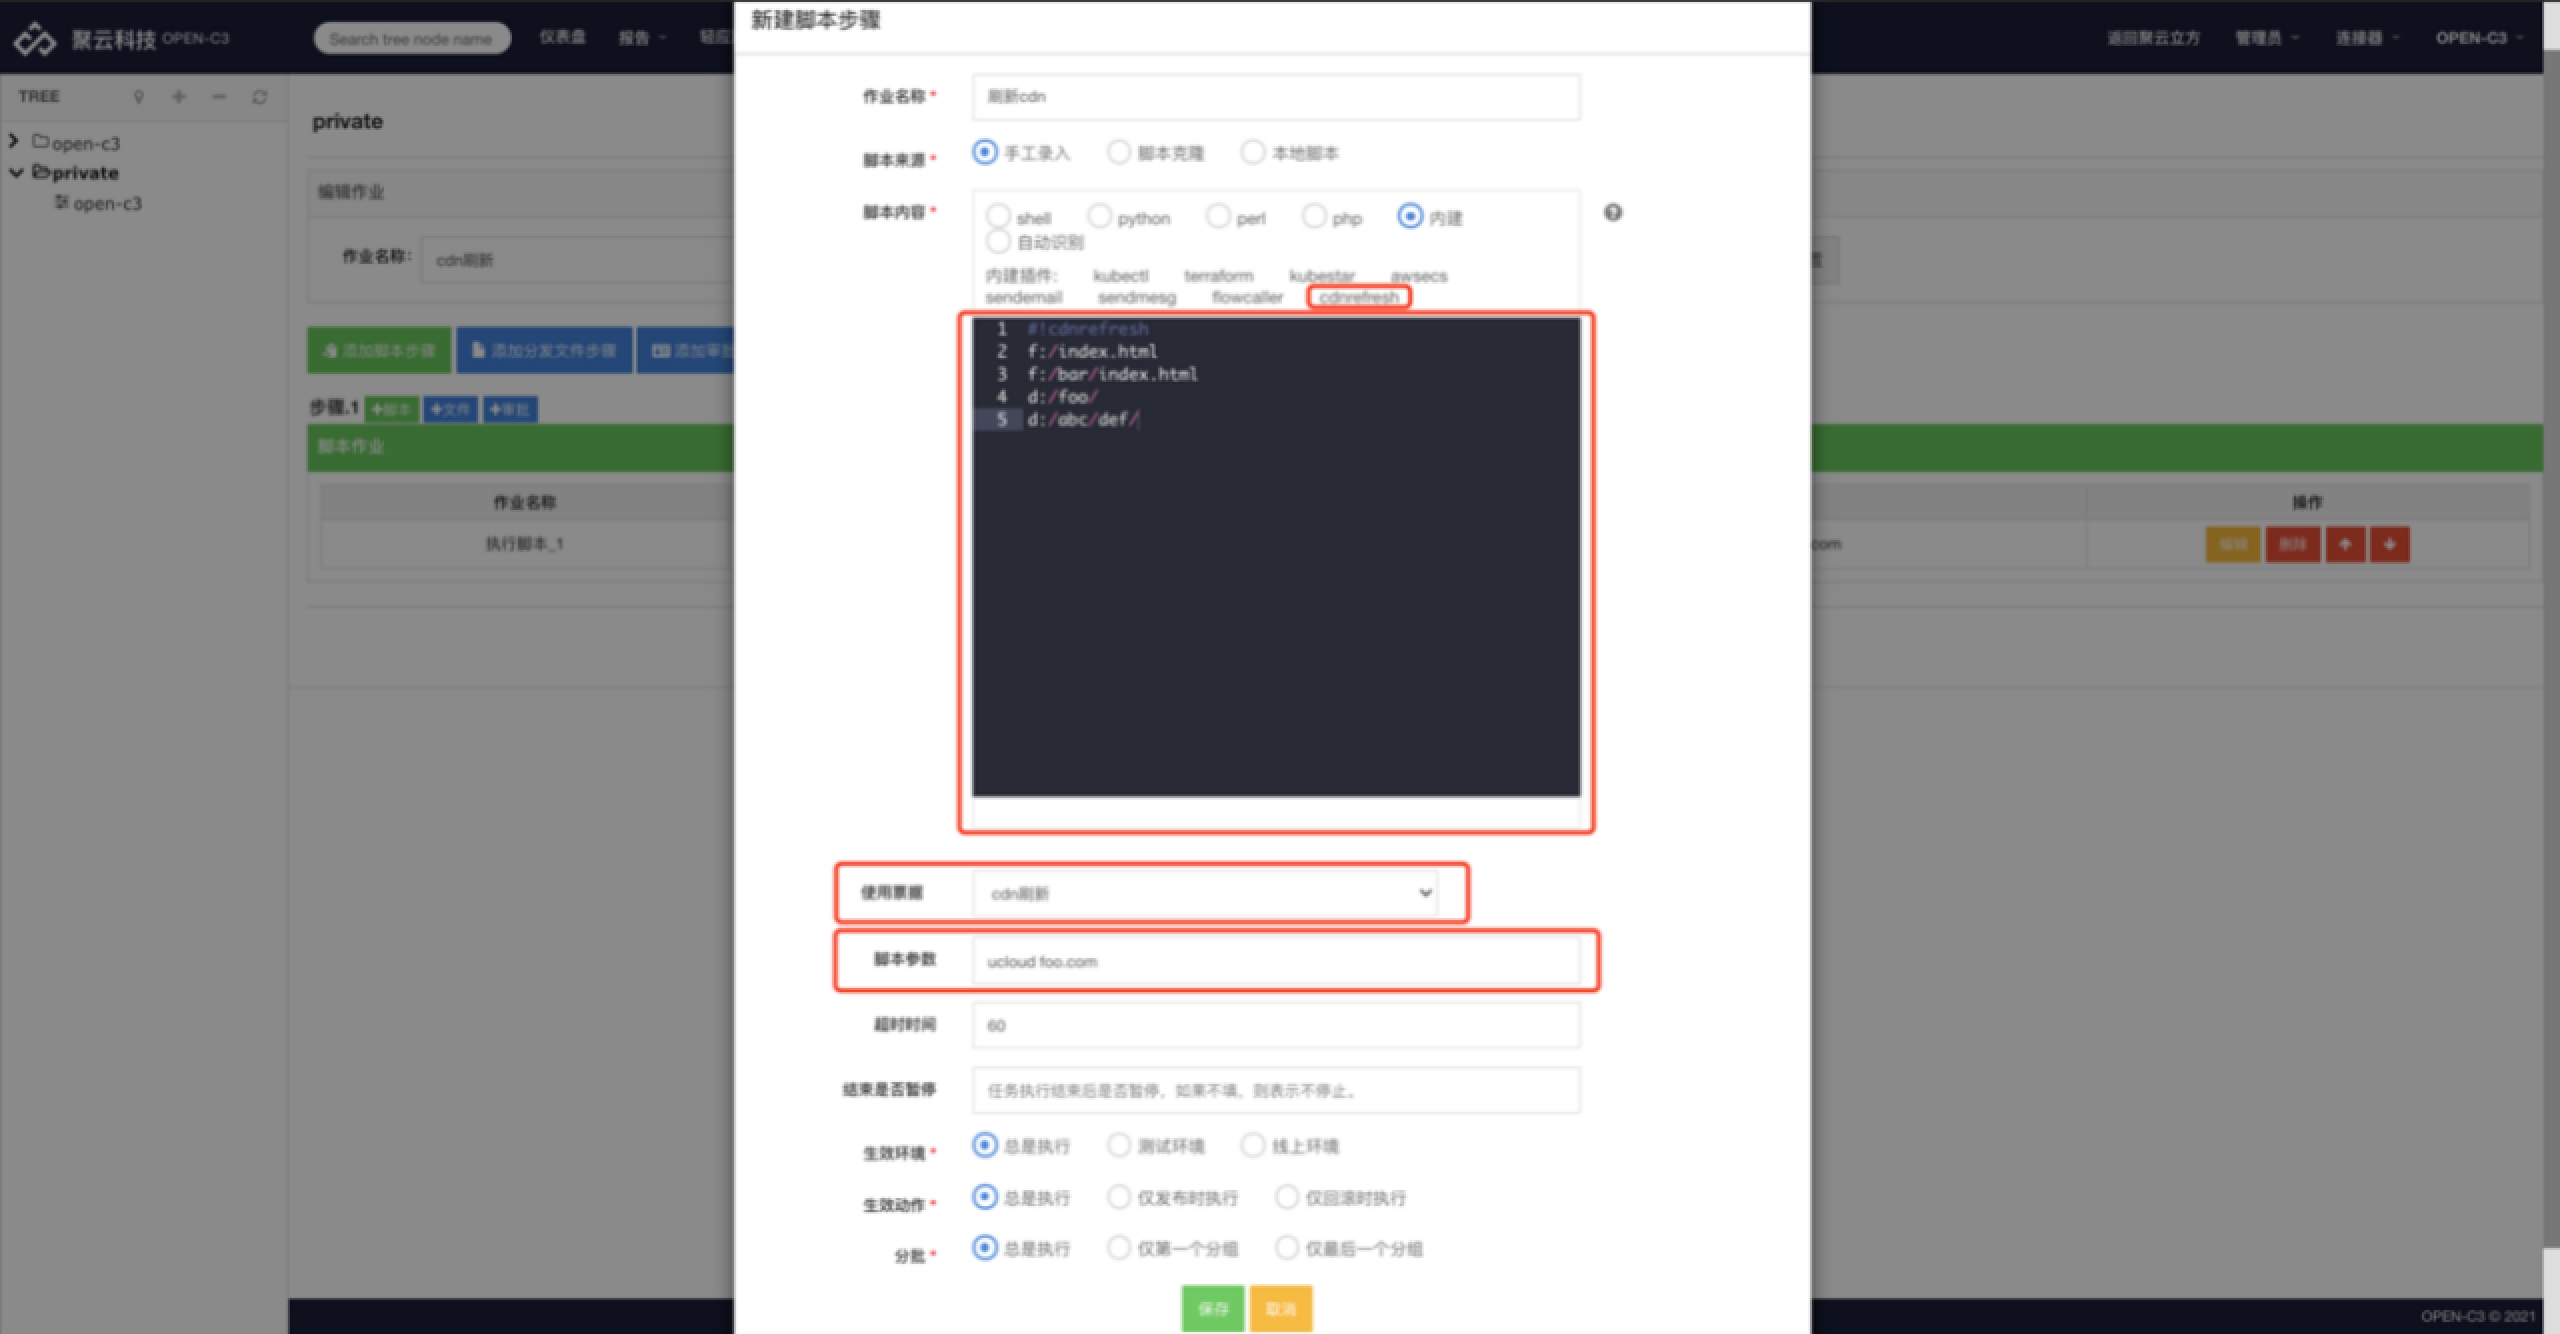 新建脚本步骤
聚云科技 OPEN-C3
Search tree node name
仪表盘
报告
轻应
返回聚云立方
管理员
连接器
OPEN-C3
TREE
open-c3
private
open-c3
private
编辑作业
作业名称: cdn刷新
添加脚本步骤
添加分发文件步骤
添加审批
步骤.1 +脚本 +文件 +审批
脚本作业
作业名称
操作
执行脚本_1
com
编辑 删除
作业名称* 刷新cdn
脚本来源* 手工录入 脚本克隆 本地脚本
脚本内容* shell python perl php 内建
自动识别
内建插件: kubectl terraform kubestar awsecs
sendemail sendmesg flowcaller cdnrefresh
1 #!cdnrefresh
2 f:/index.html
3 f:/bar/index.html
4 d:/foo/
5 d:/abc/def/
使用票据 cdn刷新
脚本参数 ucloud foo.com
超时时间 60
结束是否暂停 任务执行结束后是否暂停，如果不填，则表示不停止。
生效环境* 总是执行 测试环境 线上环境
生效动作* 总是执行 仅发布时执行 仅回滚时执行
分批* 总是执行 仅第一个分组 仅最后一个分组
保存 取消
OPEN-C3 © 2021